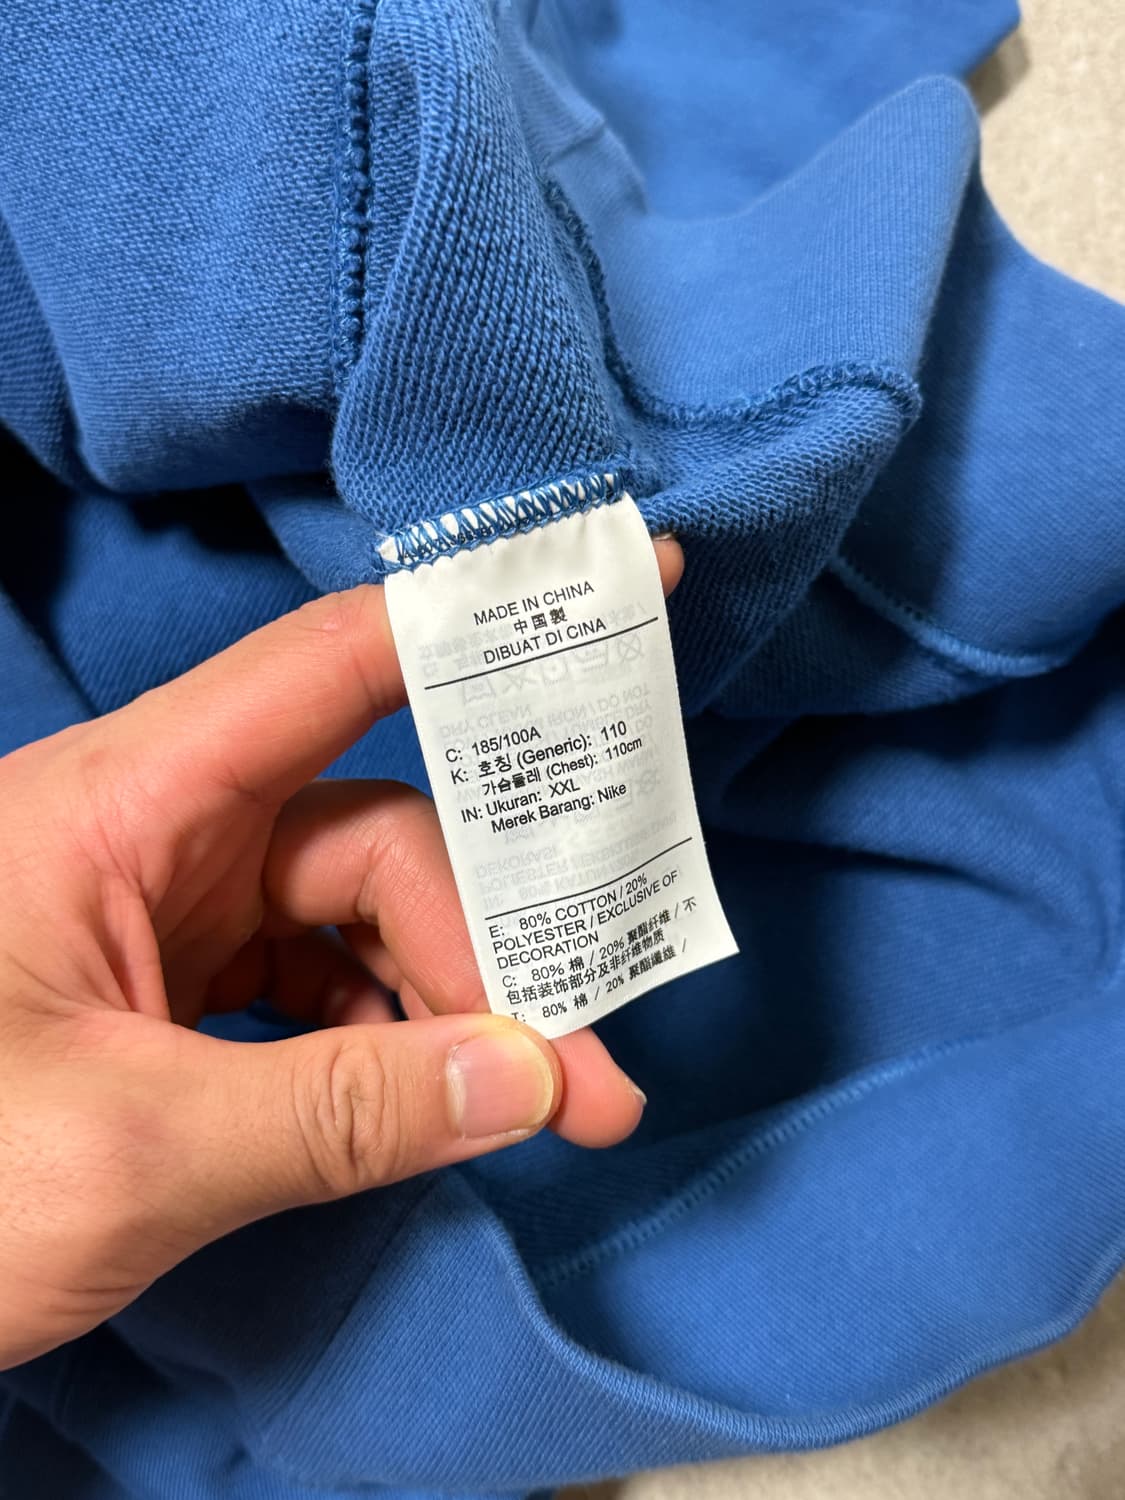 MADE IN CHINA
中国製
DIBUAT DI CINA
C: 185/100A
K: 호칭 (Generic): 110
가슴둘레 (Chest): 110cm
IN: Ukuran: XXL
Merek Barang: Nike
E: 80% COTTON / 20%
POLYESTER / EXCLUSIVE OF
DECORATION
C: 80% 棉 / 20% 聚酯纤维 / 不
包括装饰部分及非纤维物质
T: 80% 棉 / 20% 聚酯纖維 /